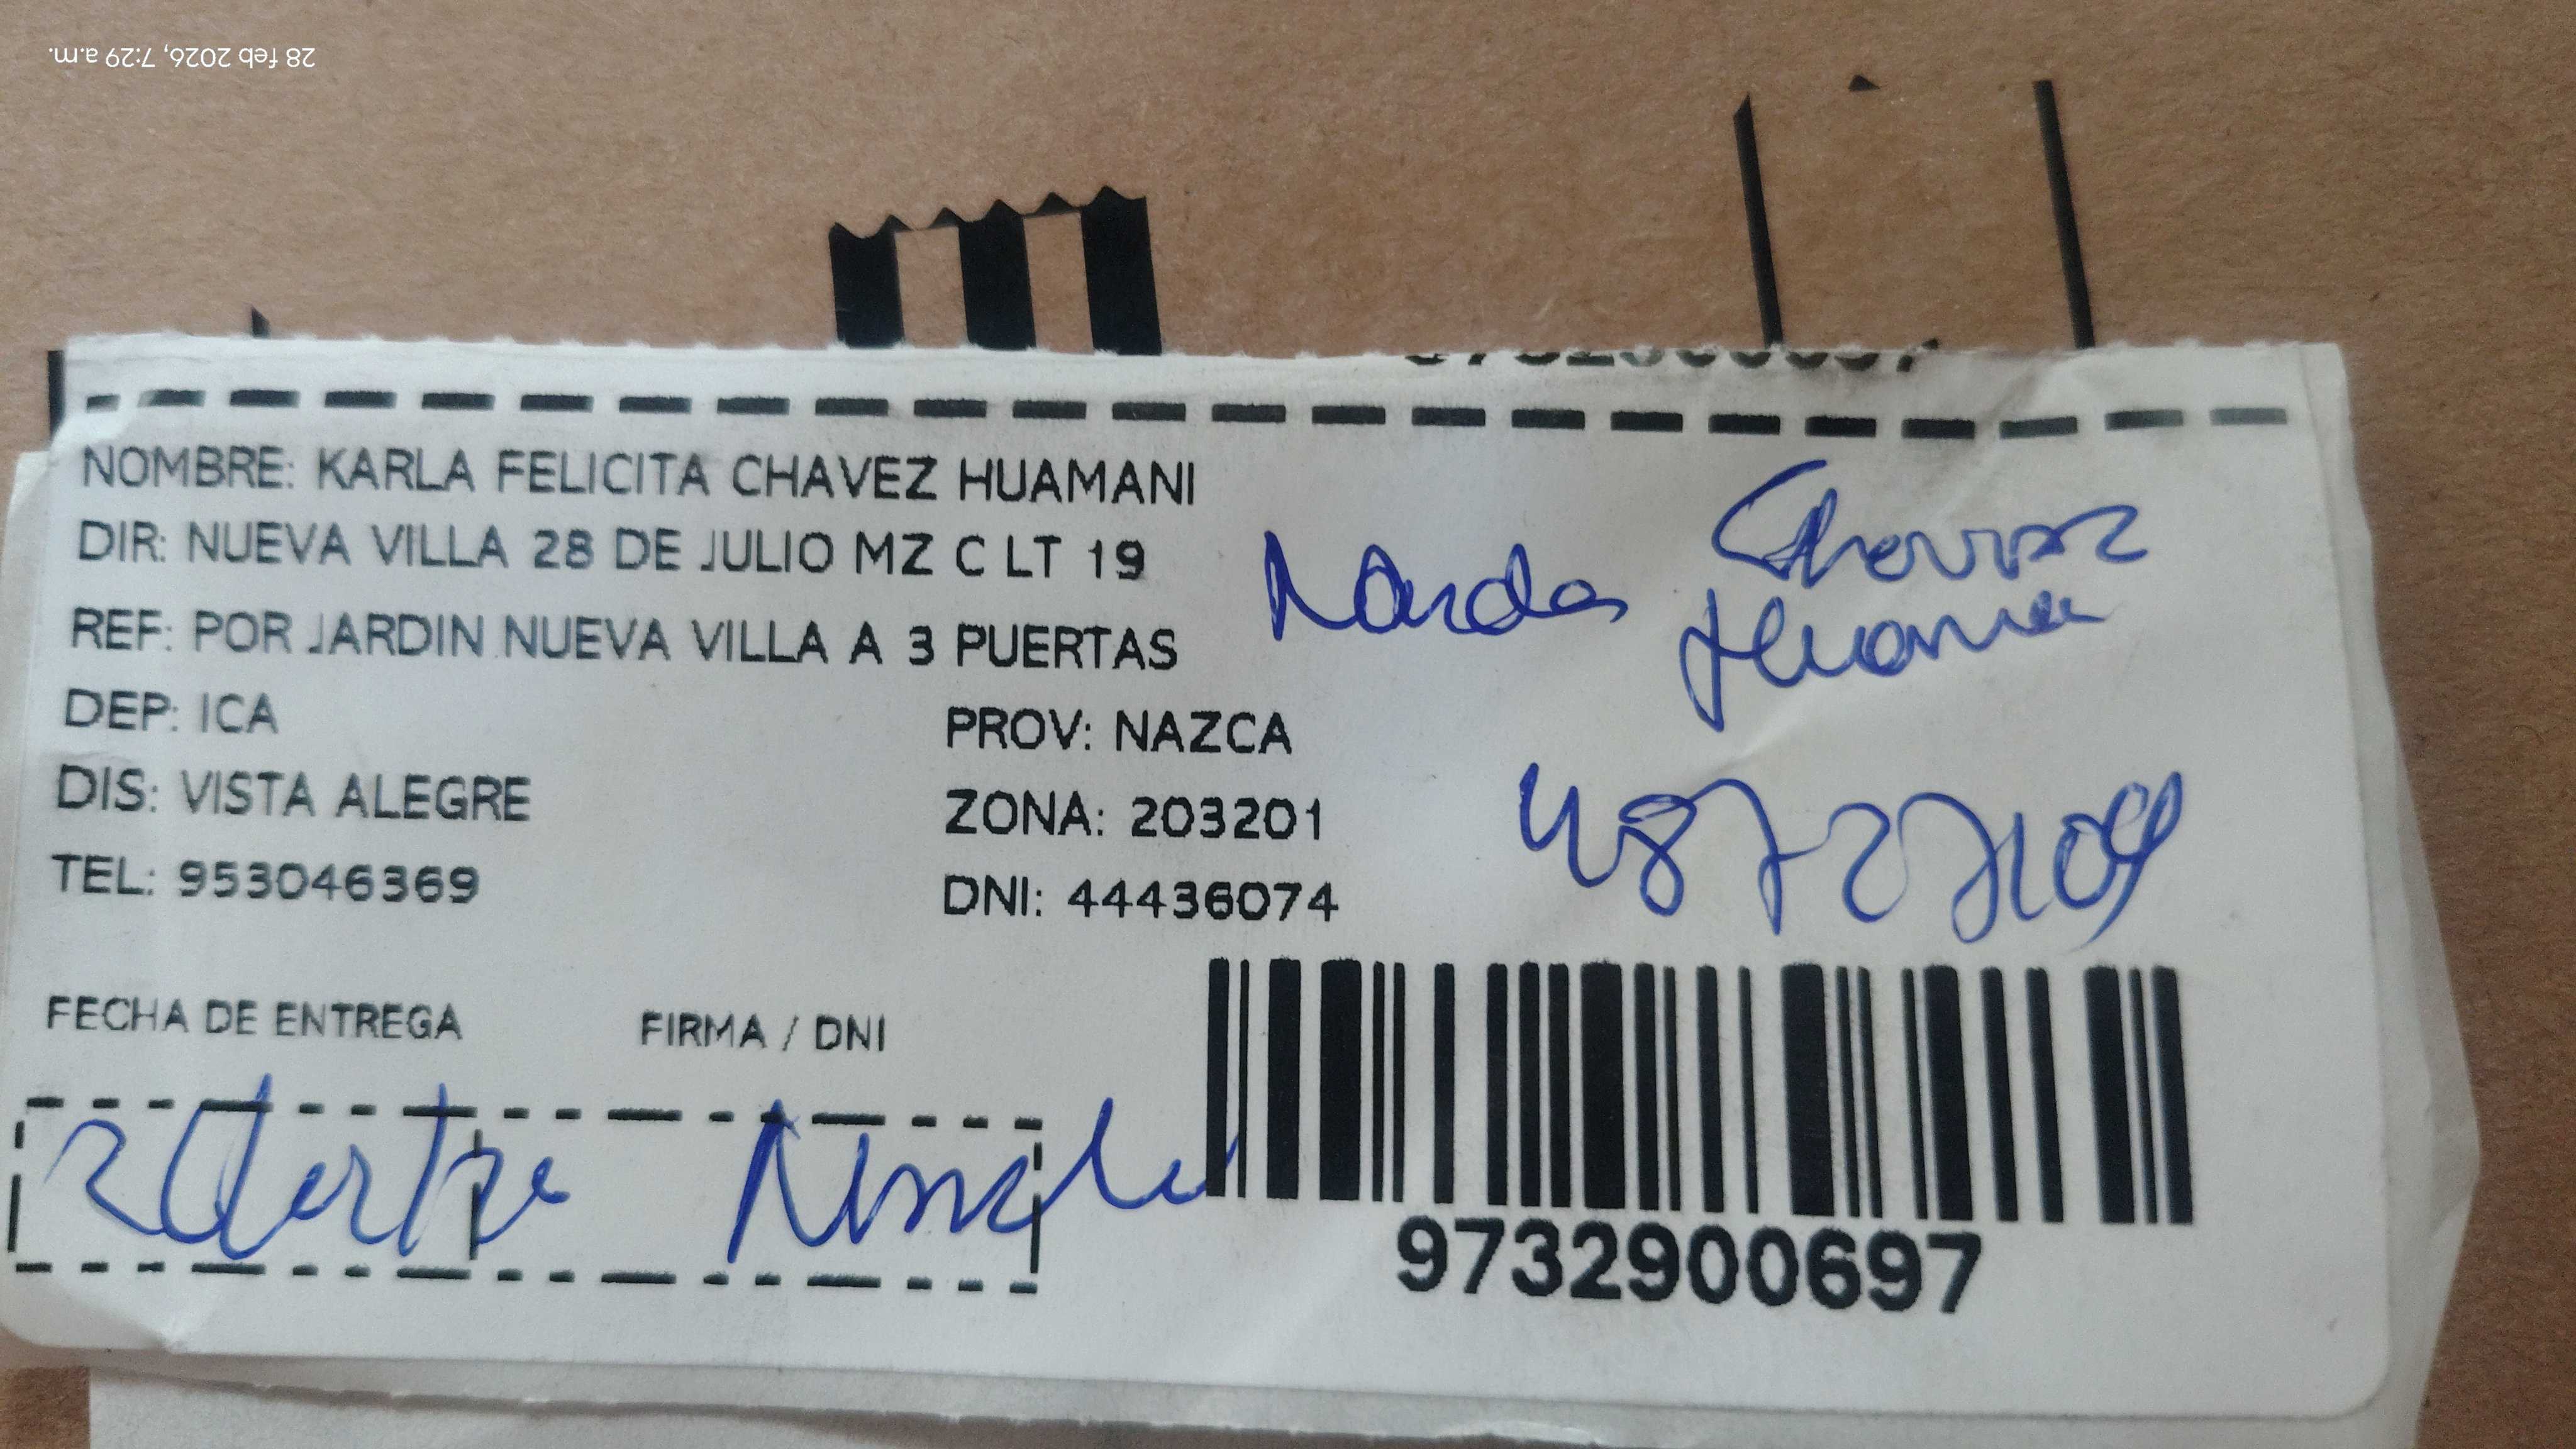 28 feb 2026, 7:29 a.m.
NOMBRE: KARLA FELICITA CHAVEZ HUAMANI
DIR: NUEVA VILLA 28 DE JULIO MZ C LT 19
REF: POR JARDIN NUEVA VILLA A 3 PUERTAS
DEP: ICA
PROV: NAZCA
DIS: VISTA ALEGRE
ZONA: 203201
TEL: 953046369
DNI: 44436074
48727109
FECHA DE ENTREGA
FIRMA / DNI
9732900697